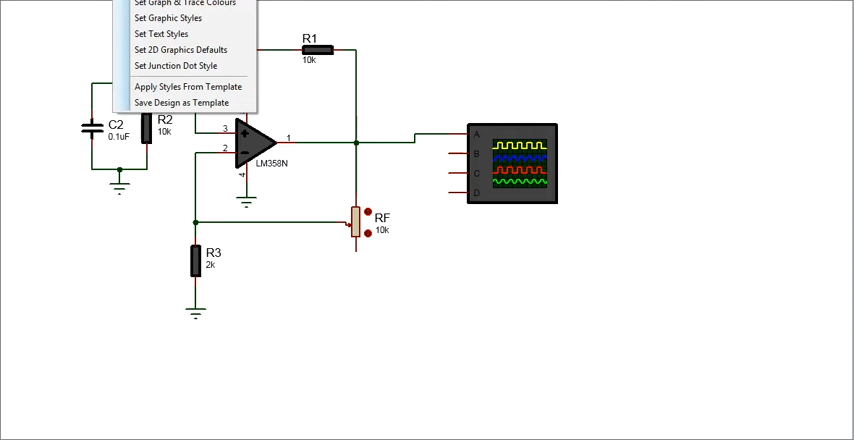 Set Graph & Trace Colours
Set Graphic Styles
Set Text Styles
Set 2D Graphics Defaults
Set Junction Dot Style
Apply Styles From Template
Save Design as Template
R1
10k
C2
0.1uF
R2
10k
3
2
1
4
LM358N
A
B
C
D
RF
10k
R3
2k